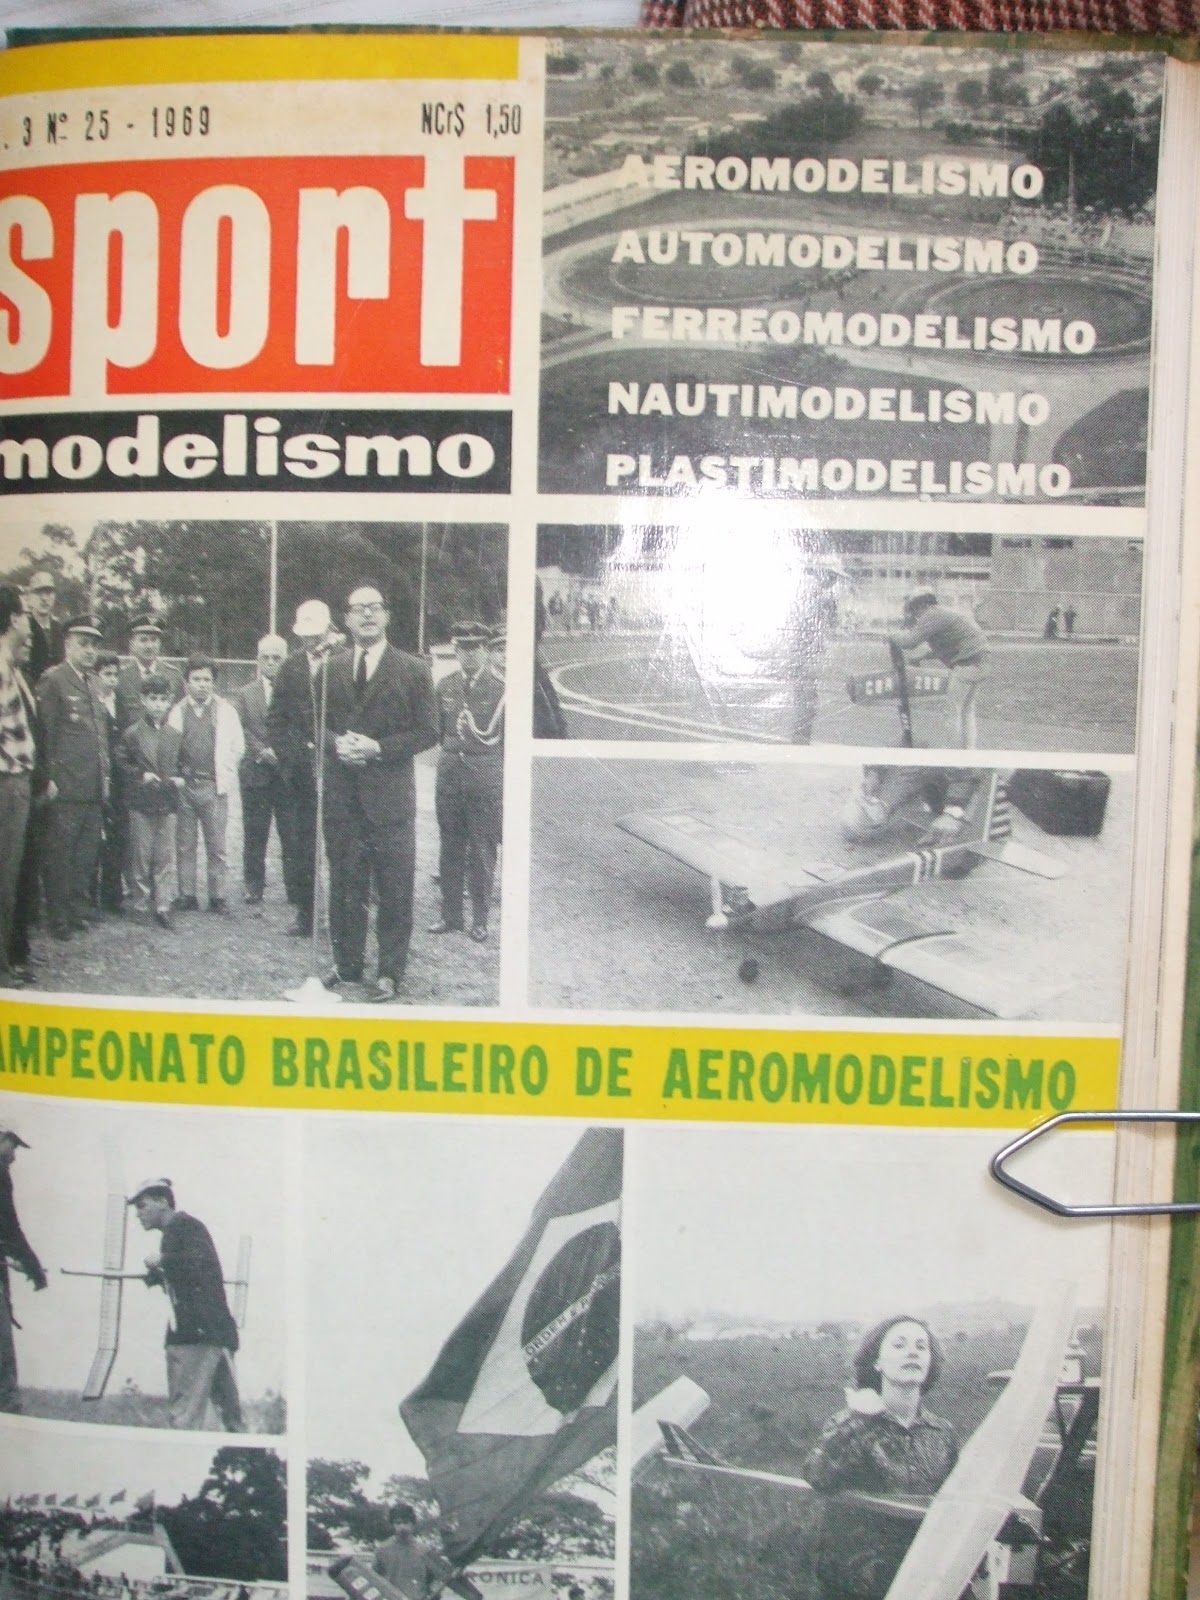 . 3 Nº 25 - 1969
NCr$ 1,50
sport
modelismo
AEROMODELISMO
AUTOMODELISMO
FERREOMODELISMO
NAUTIMODELISMO
PLASTIMODELISMO
AMPEONATO BRASILEIRO DE AEROMODELISMO
ORDEM E
RONICA